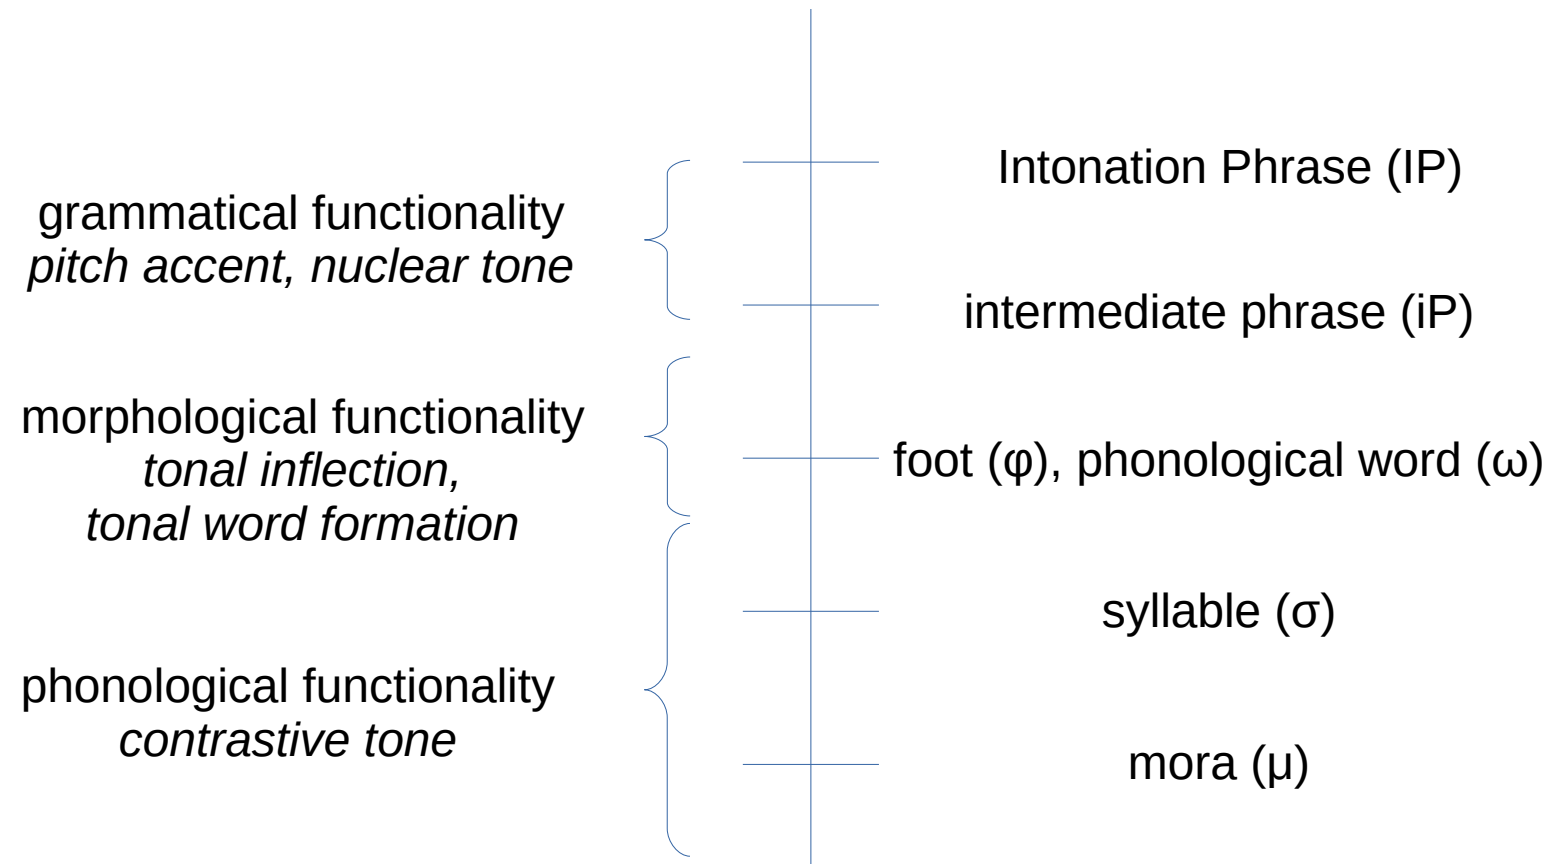 Intonation Phrase (IP)
grammatical functionality
pitch accent, nuclear tone
intermediate phrase (iP)
morphological functionality
tonal inflection,
tonal word formation
foot (φ), phonological word (ω)
syllable (σ)
phonological functionality
contrastive tone
mora (μ)